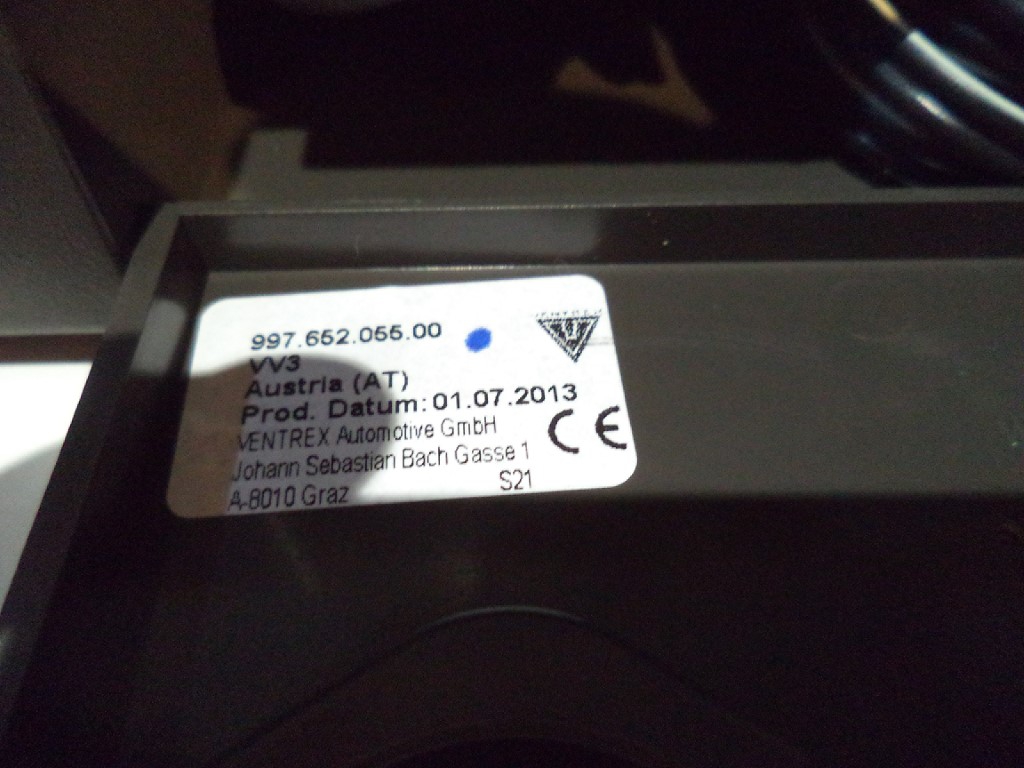 997.652.055.00
VV3
Austria (AT)
Prod. Datum: 01.07.2013
VENTREX Automotive GmbH
Johann Sebastian Bach Gasse 1
A-8010 Graz
S21
VENTREX
CE